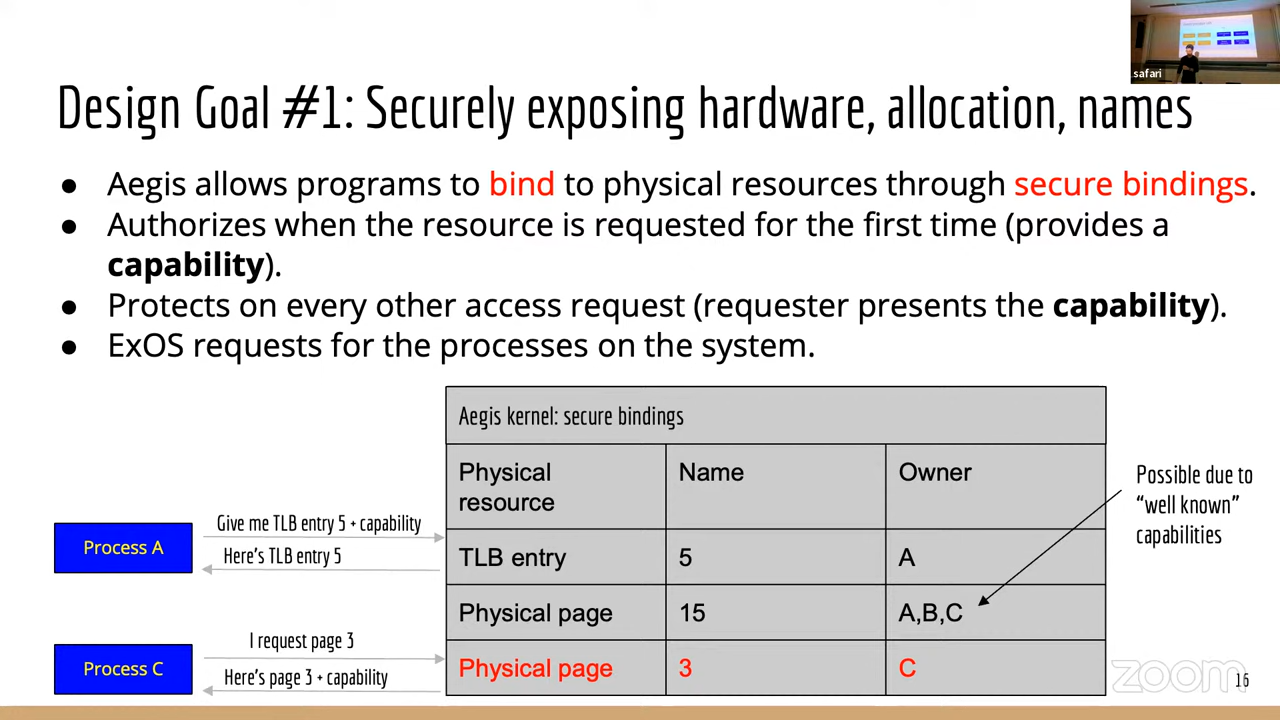 safari
Design Goal #1: Securely exposing hardware, allocation, names
● Aegis allows programs to bind to physical resources through secure bindings.
● Authorizes when the resource is requested for the first time (provides a
capability).
● Protects on every other access request (requester presents the capability).
● ExOS requests for the processes on the system.
Aegis kernel: secure bindings
Physical resource Name Owner
TLB entry 5 A
Physical page 15 A,B,C
Physical page 3 C
Process A
Give me TLB entry 5 + capability
Here's TLB entry 5
Process C
I request page 3
Here's page 3 + capability
Possible due to
“well known”
capabilities
zoom
16